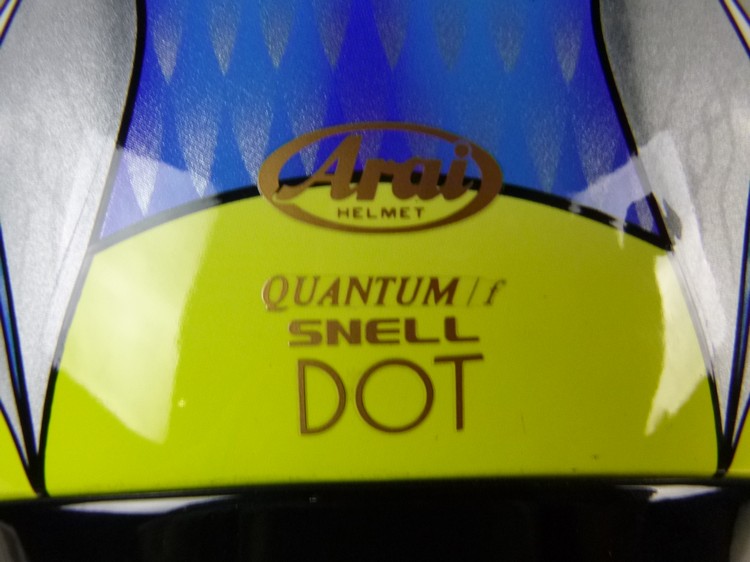 Arai
HELMET
QUANTUM/f
SNELL
DOT